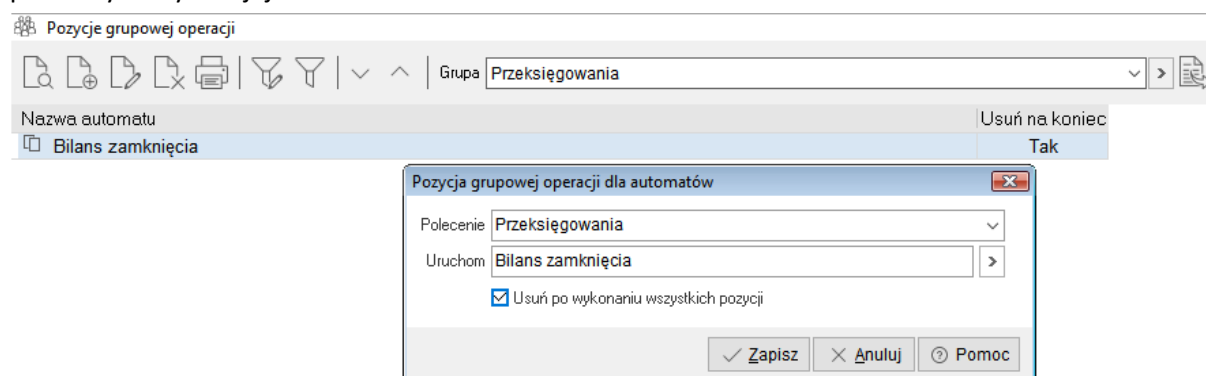 Pozycje grupowej operacji
Grupa Przeksięgowania
Nazwa automatu Usuń na koniec
Bilans zamknięcia Tak
Pozycja grupowej operacji dla automatów
Polecenie Przeksięgowania
Uruchom Bilans zamknięcia
Usuń po wykonaniu wszystkich pozycji
Zapisz Anuluj Pomoc